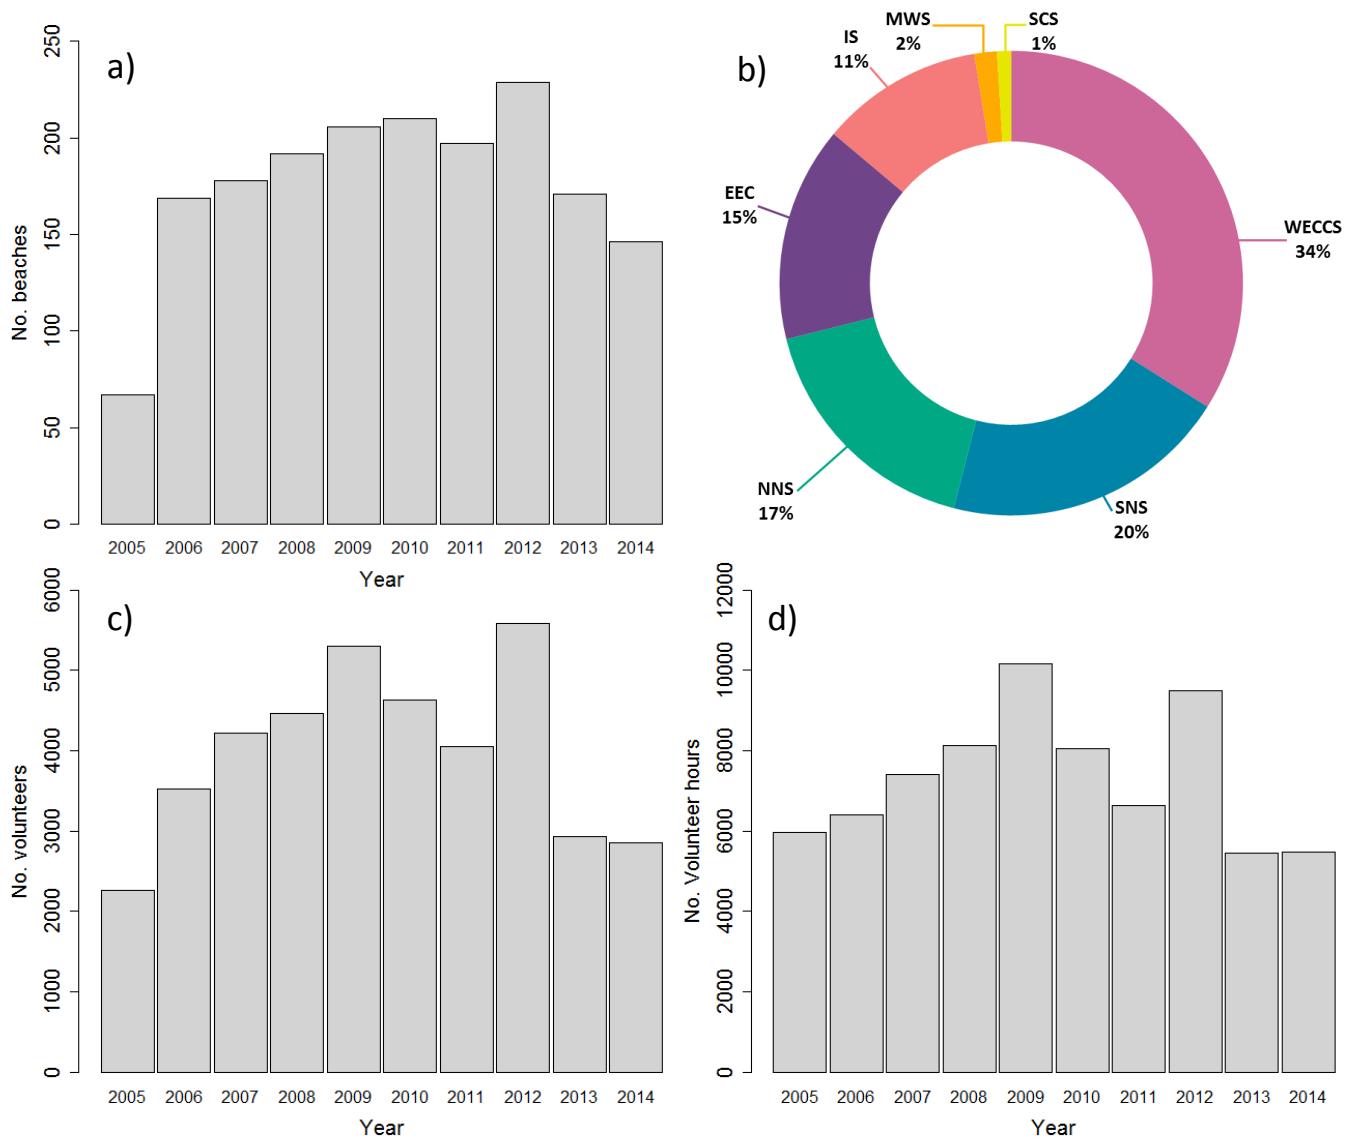 a)
250
200
150
100
50
0
No. beaches
2005 2006 2007 2008 2009 2010 2011 2012 2013 2014
Year
b)
MWS
2%
SCS
1%
IS
11%
EEC
15%
WECCS
34%
NNS
17%
SNS
20%
c)
6000
5000
4000
3000
2000
1000
0
No. volunteers
2005 2006 2007 2008 2009 2010 2011 2012 2013 2014
Year
d)
12000
10000
8000
6000
4000
2000
0
No. Volunteer hours
2005 2006 2007 2008 2009 2010 2011 2012 2013 2014
Year